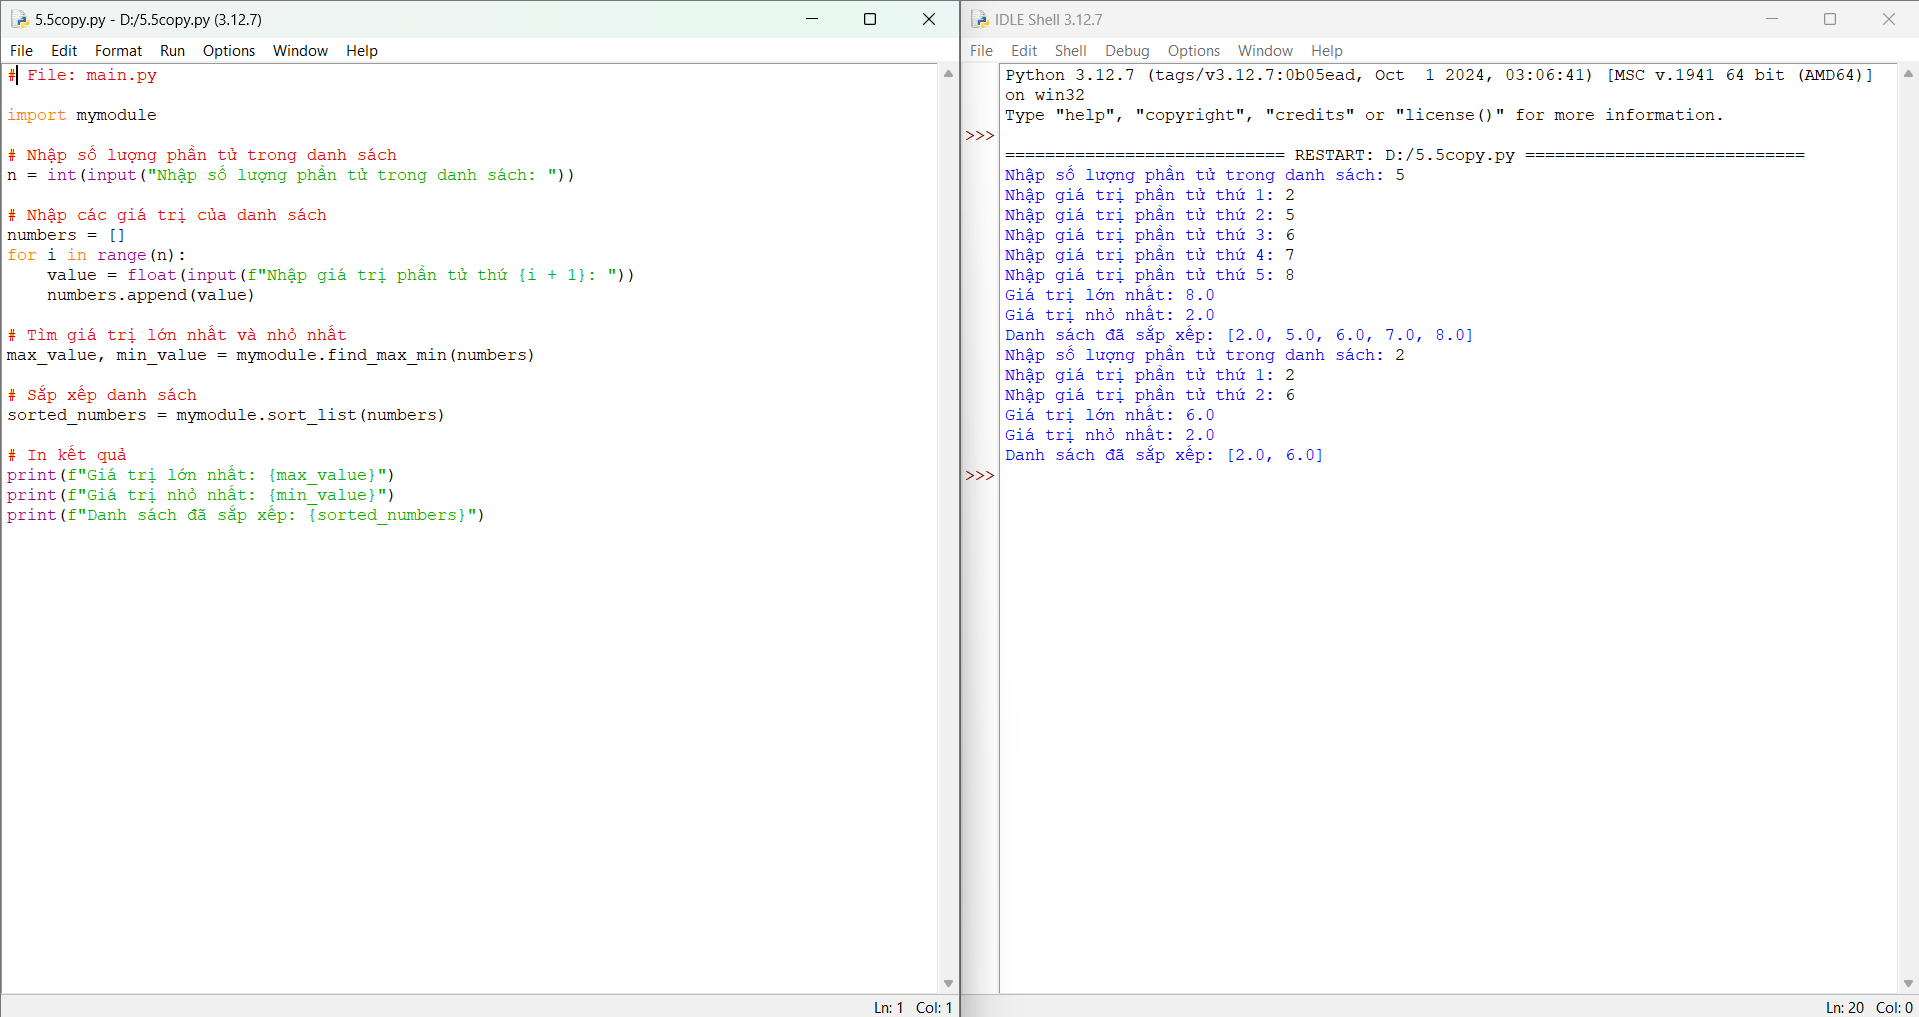 5.5copy.py - D:/5.5copy.py (3.12.7)
File Edit Format Run Options Window Help
# File: main.py
import mymodule
# Nhập số lượng phần tử trong danh sách
n = int(input("Nhập số lượng phần tử trong danh sách: "))
# Nhập các giá trị của danh sách
numbers = []
for i in range(n):
    value = float(input(f"Nhập giá trị phần tử thứ {i + 1}: "))
    numbers.append(value)
# Tìm giá trị lớn nhất và nhỏ nhất
max_value, min_value = mymodule.find_max_min(numbers)
# Sắp xếp danh sách
sorted_numbers = mymodule.sort_list(numbers)
# In kết quả
print(f"Giá trị lớn nhất: {max_value}")
print(f"Giá trị nhỏ nhất: {min_value}")
print(f"Danh sách đã sắp xếp: {sorted_numbers}")
Ln: 1 Col: 1
IDLE Shell 3.12.7
File Edit Shell Debug Options Window Help
Python 3.12.7 (tags/v3.12.7:0b05ead, Oct  1 2024, 03:06:41) [MSC v.1941 64 bit (AMD64)]
on win32
Type "help", "copyright", "credits" or "license()" for more information.
>>>
============================ RESTART: D:/5.5copy.py ============================
Nhập số lượng phần tử trong danh sách: 5
Nhập giá trị phần tử thứ 1: 2
Nhập giá trị phần tử thứ 2: 5
Nhập giá trị phần tử thứ 3: 6
Nhập giá trị phần tử thứ 4: 7
Nhập giá trị phần tử thứ 5: 8
Giá trị lớn nhất: 8.0
Giá trị nhỏ nhất: 2.0
Danh sách đã sắp xếp: [2.0, 5.0, 6.0, 7.0, 8.0]
Nhập số lượng phần tử trong danh sách: 2
Nhập giá trị phần tử thứ 1: 2
Nhập giá trị phần tử thứ 2: 6
Giá trị lớn nhất: 6.0
Giá trị nhỏ nhất: 2.0
Danh sách đã sắp xếp: [2.0, 6.0]
>>>
Ln: 20 Col: 0